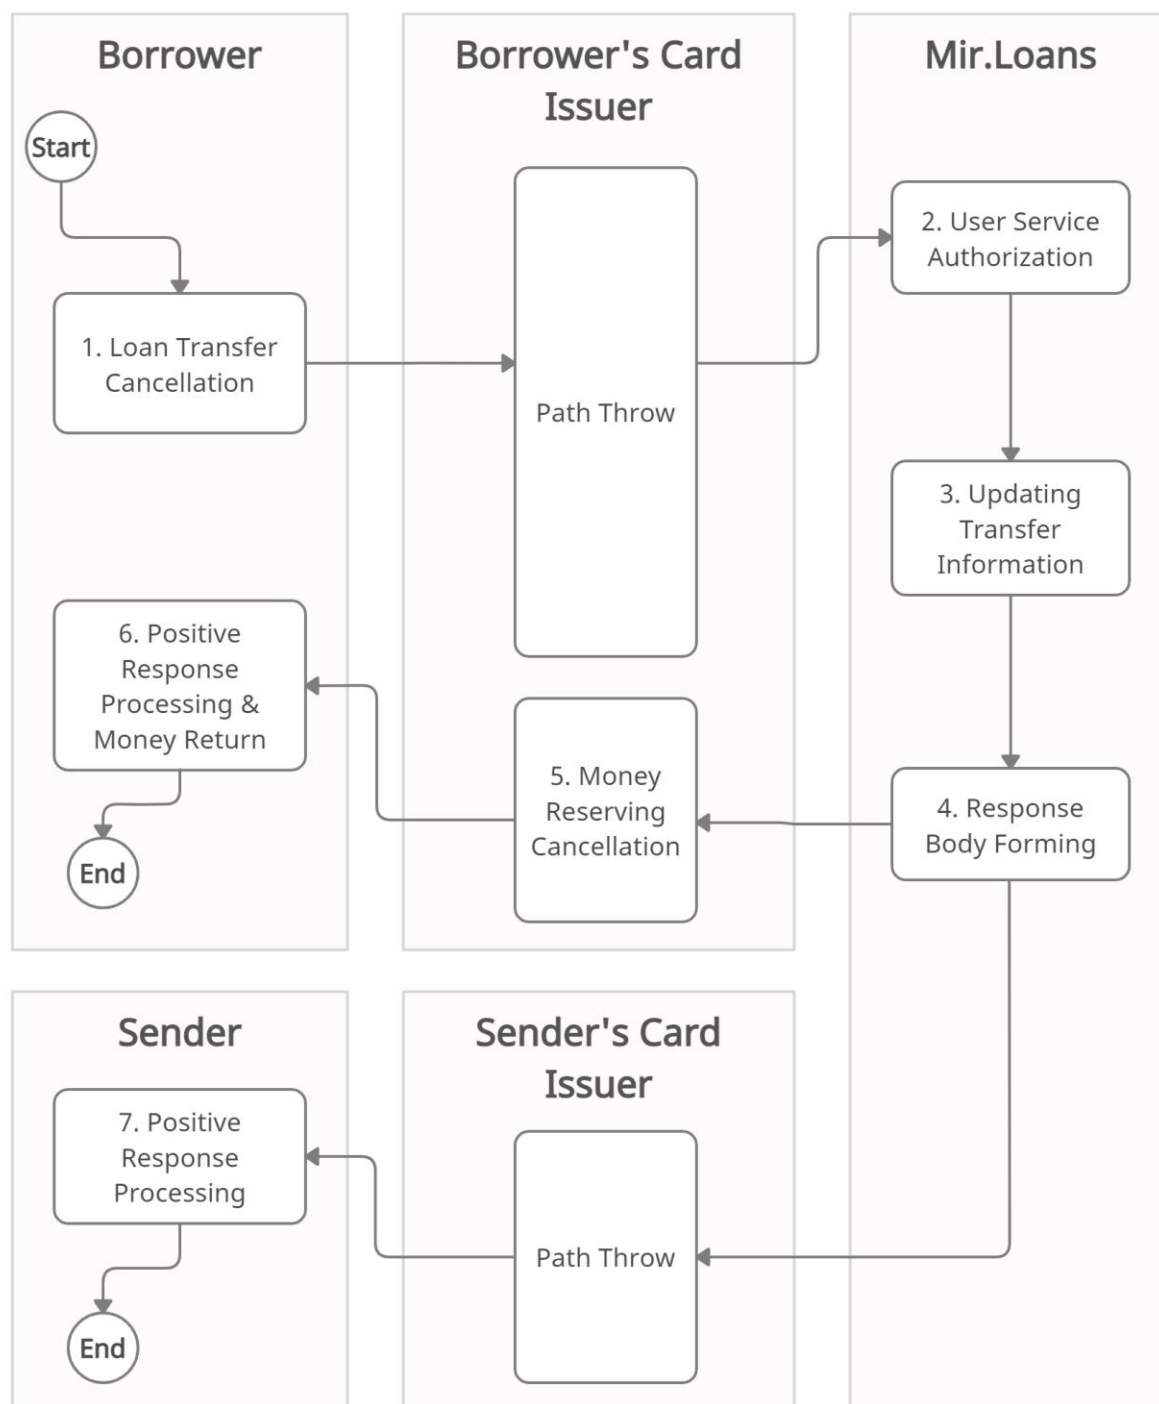 Borrower
Borrower's Card
Issuer
Mir.Loans
Start
1. Loan Transfer
Cancellation
Path Throw
2. User Service
Authorization
3. Updating
Transfer
Information
4. Response
Body Forming
5. Money
Reserving
Cancellation
6. Positive
Response
Processing &
Money Return
End
Sender
Sender's Card
Issuer
7. Positive
Response
Processing
Path Throw
End